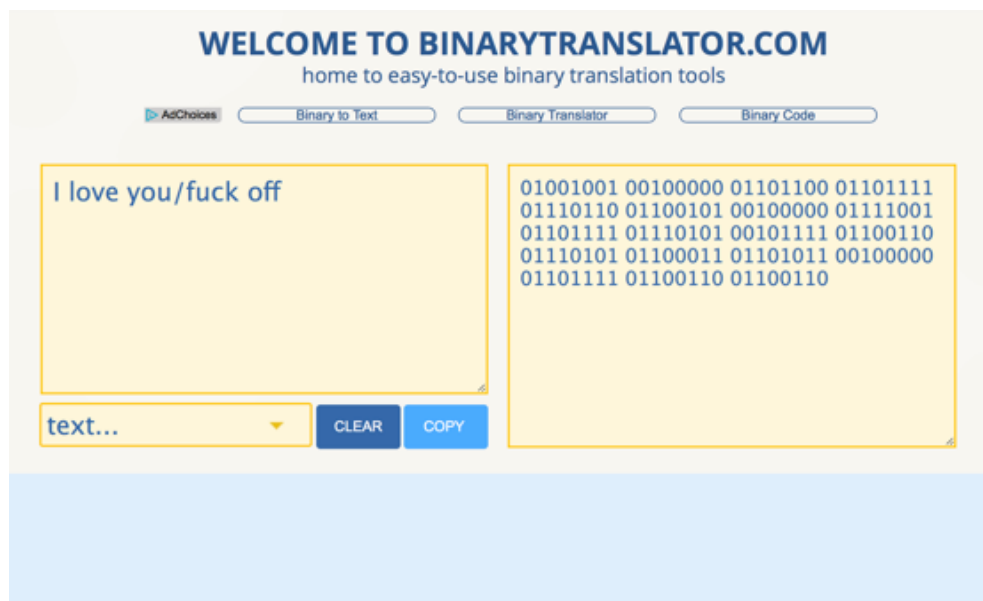 WELCOME TO BINARYTRANSLATOR.COM
home to easy-to-use binary translation tools
AdChoices Binary to Text Binary Translator Binary Code
I love you/fuck off
01001001 00100000 01101100 01101111
01110110 01100101 00100000 01111001
01101111 01110101 00101111 01100110
01110101 01100011 01101011 00100000
01101111 01100110 01100110
text... CLEAR COPY